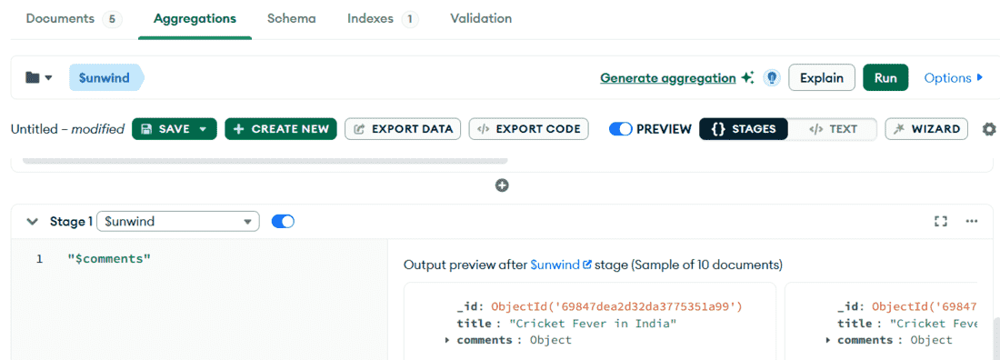 Documents 5 Aggregations Schema Indexes 1 Validation
$unwind Generate aggregation Explain Run Options
Untitled – modified SAVE CREATE NEW EXPORT DATA EXPORT CODE PREVIEW {} STAGES </> TEXT WIZARD
Stage 1 $unwind
1 "$comments"
Output preview after $unwind stage (Sample of 10 documents)
_id: ObjectId('69847dea2d32da3775351a99')
title : "Cricket Fever in India"
comments : Object
_id: ObjectId('69847
title : "Cricket Feve
comments : Object